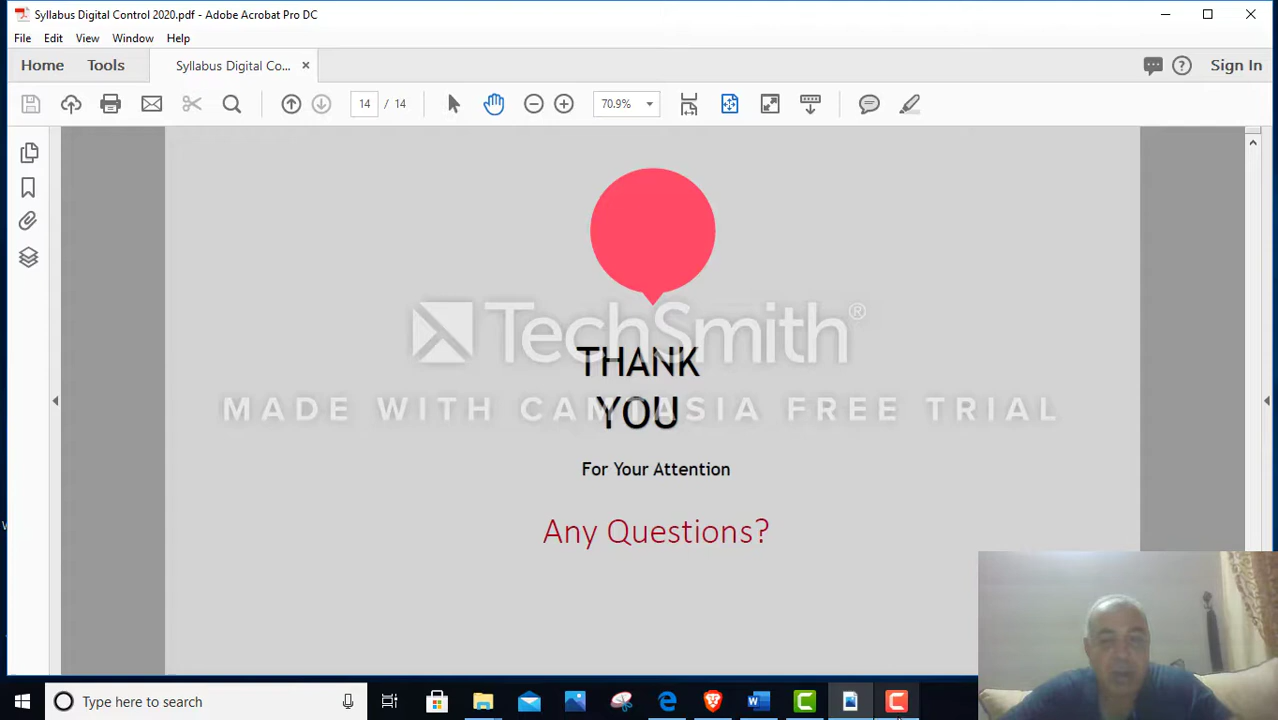 Syllabus Digital Control 2020.pdf - Adobe Acrobat Pro DC
File Edit View Window Help
Home Tools Syllabus Digital Co... × Sign In
14 / 14 70.9%
TechSmith®
THANK
MADE WITH CAMTASIA FREE TRIAL
YOU
For Your Attention
Any Questions?
Type here to search